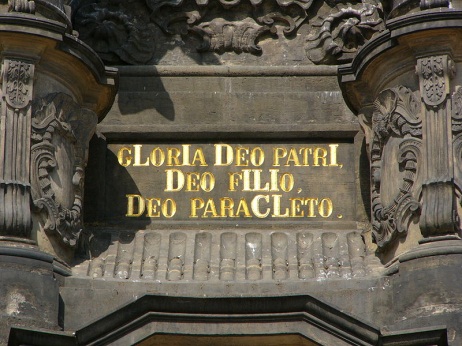 GLORIA DEO PATRI,
DEO FILIO,
DEO PARACLETO.